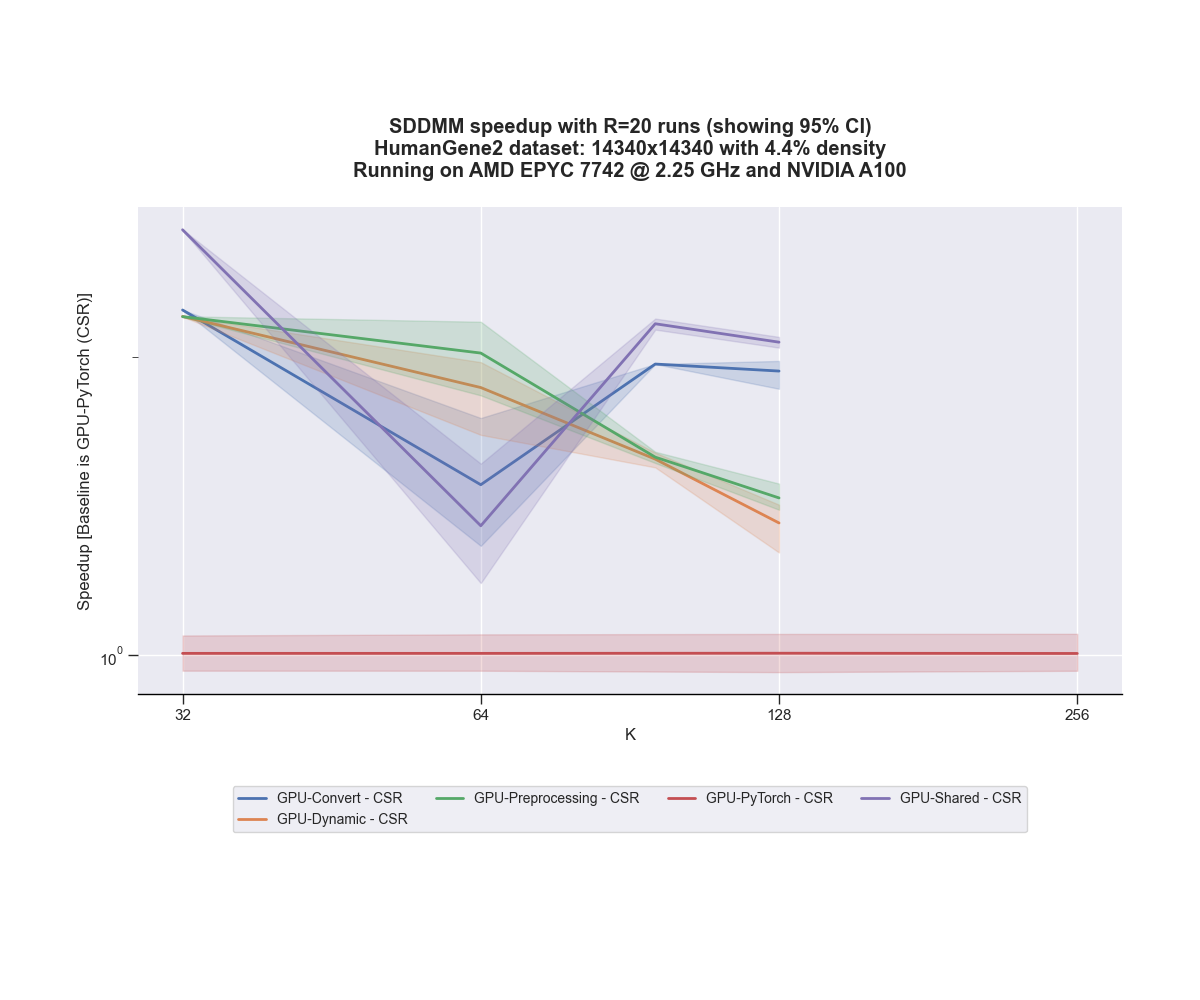 SDDMM speedup with R=20 runs (showing 95% CI)
HumanGene2 dataset: 14340x14340 with 4.4% density
Running on AMD EPYC 7742 @ 2.25 GHz and NVIDIA A100
Speedup [Baseline is GPU-PyTorch (CSR)]
10^0
32 64 128 256
K
GPU-Convert - CSR GPU-Preprocessing - CSR GPU-PyTorch - CSR GPU-Shared - CSR
GPU-Dynamic - CSR